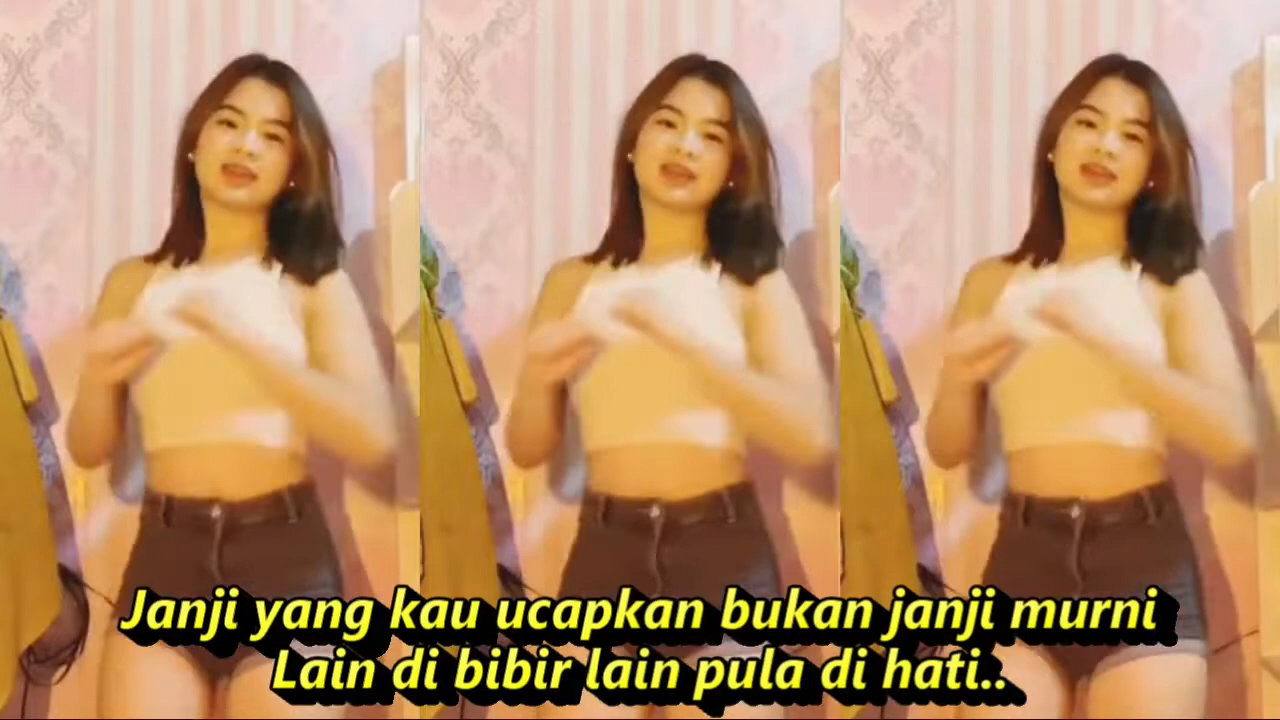 Janji yang kau ucapkan bukan janji murni
Lain di bibir lain pula di hati..